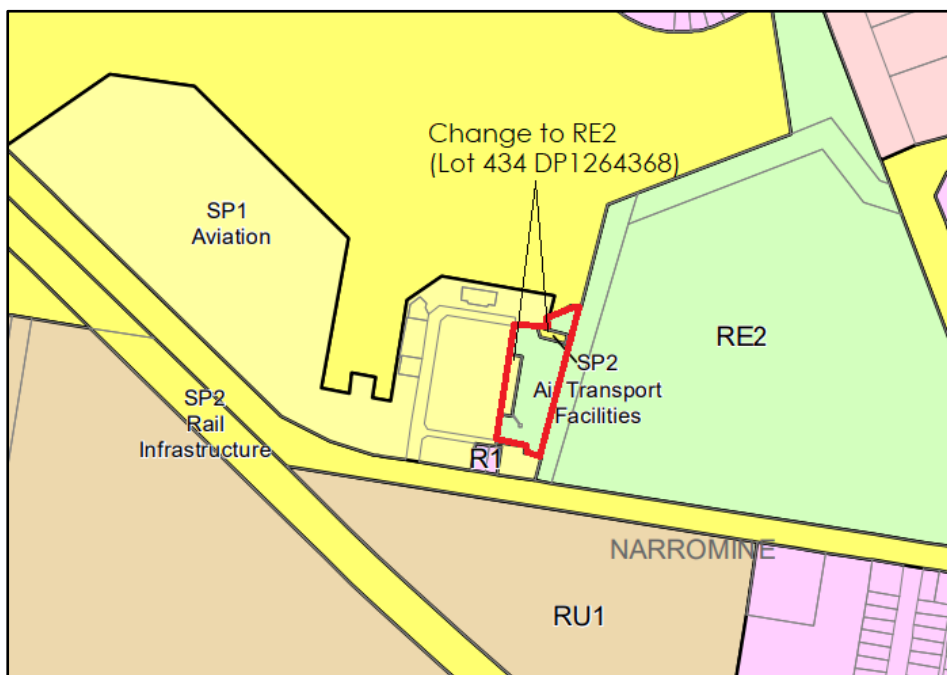 Change to RE2
(Lot 434 DP1264368)
SP1
Aviation
RE2
SP2
Air Transport
Facilities
SP2
Rail
Infrastructure
R1
NARROMINE
RU1